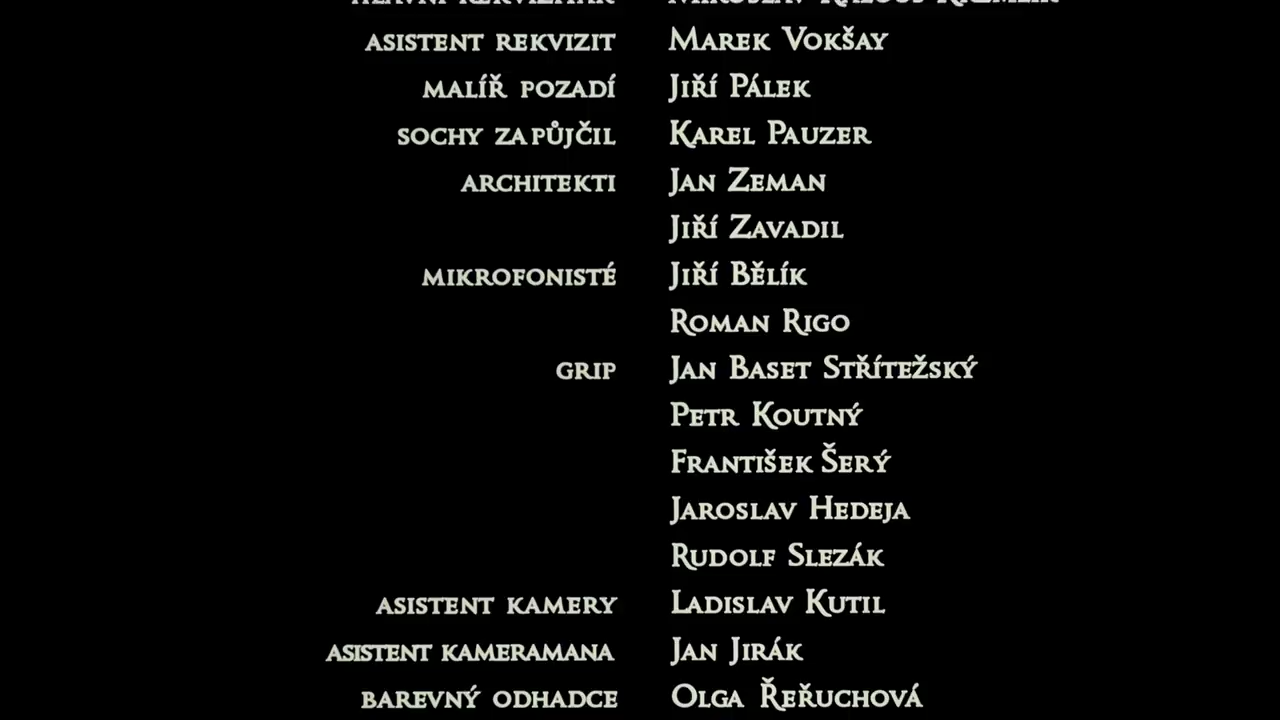 ASISTENT REKVIZIT MAREK VOKŠAY
MALÍŘ POZADÍ JIŘÍ PÁLEK
SOCHY ZAPŮJČIL KAREL PAUZER
ARCHITEKTI JAN ZEMAN
JIŘÍ ZAVADIL
MIKROFONISTÉ JIŘÍ BĚLÍK
ROMAN RIGO
GRIP JAN BASET STŘÍTEŽSKÝ
PETR KOUTNÝ
FRANTIŠEK ŠERÝ
JAROSLAV HEDEJA
RUDOLF SLEZÁK
ASISTENT KAMERY LADISLAV KUTIL
ASISTENT KAMERAMANA JAN JIRÁK
BAREVNÝ ODHADCE OLGA ŘEŘUCHOVÁ